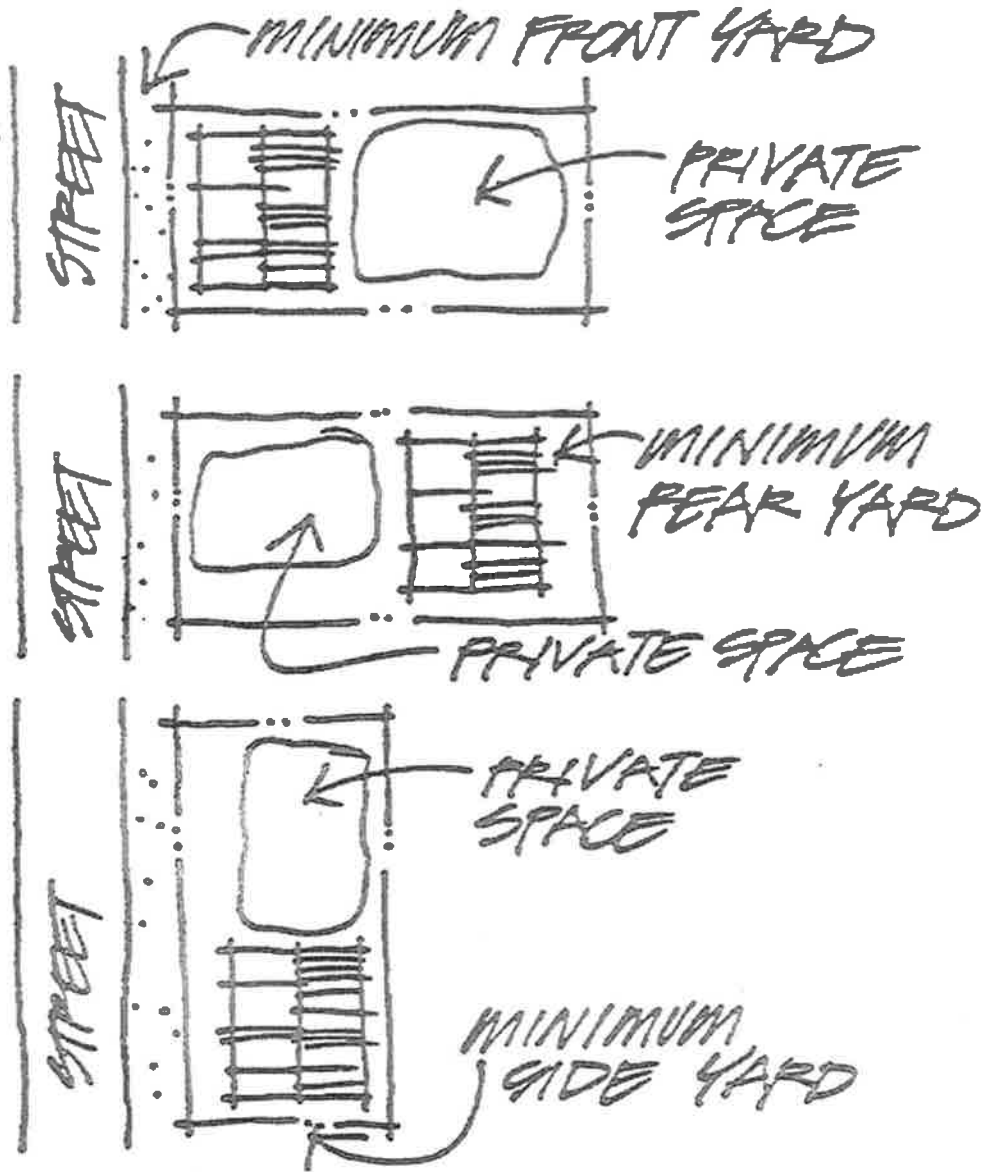 MINIMUM FRONT YARD
STREET
PRIVATE
SPACE
STREET
MINIMUM
REAR YARD
PRIVATE SPACE
PRIVATE
SPACE
STREET
MINIMUM
SIDE YARD